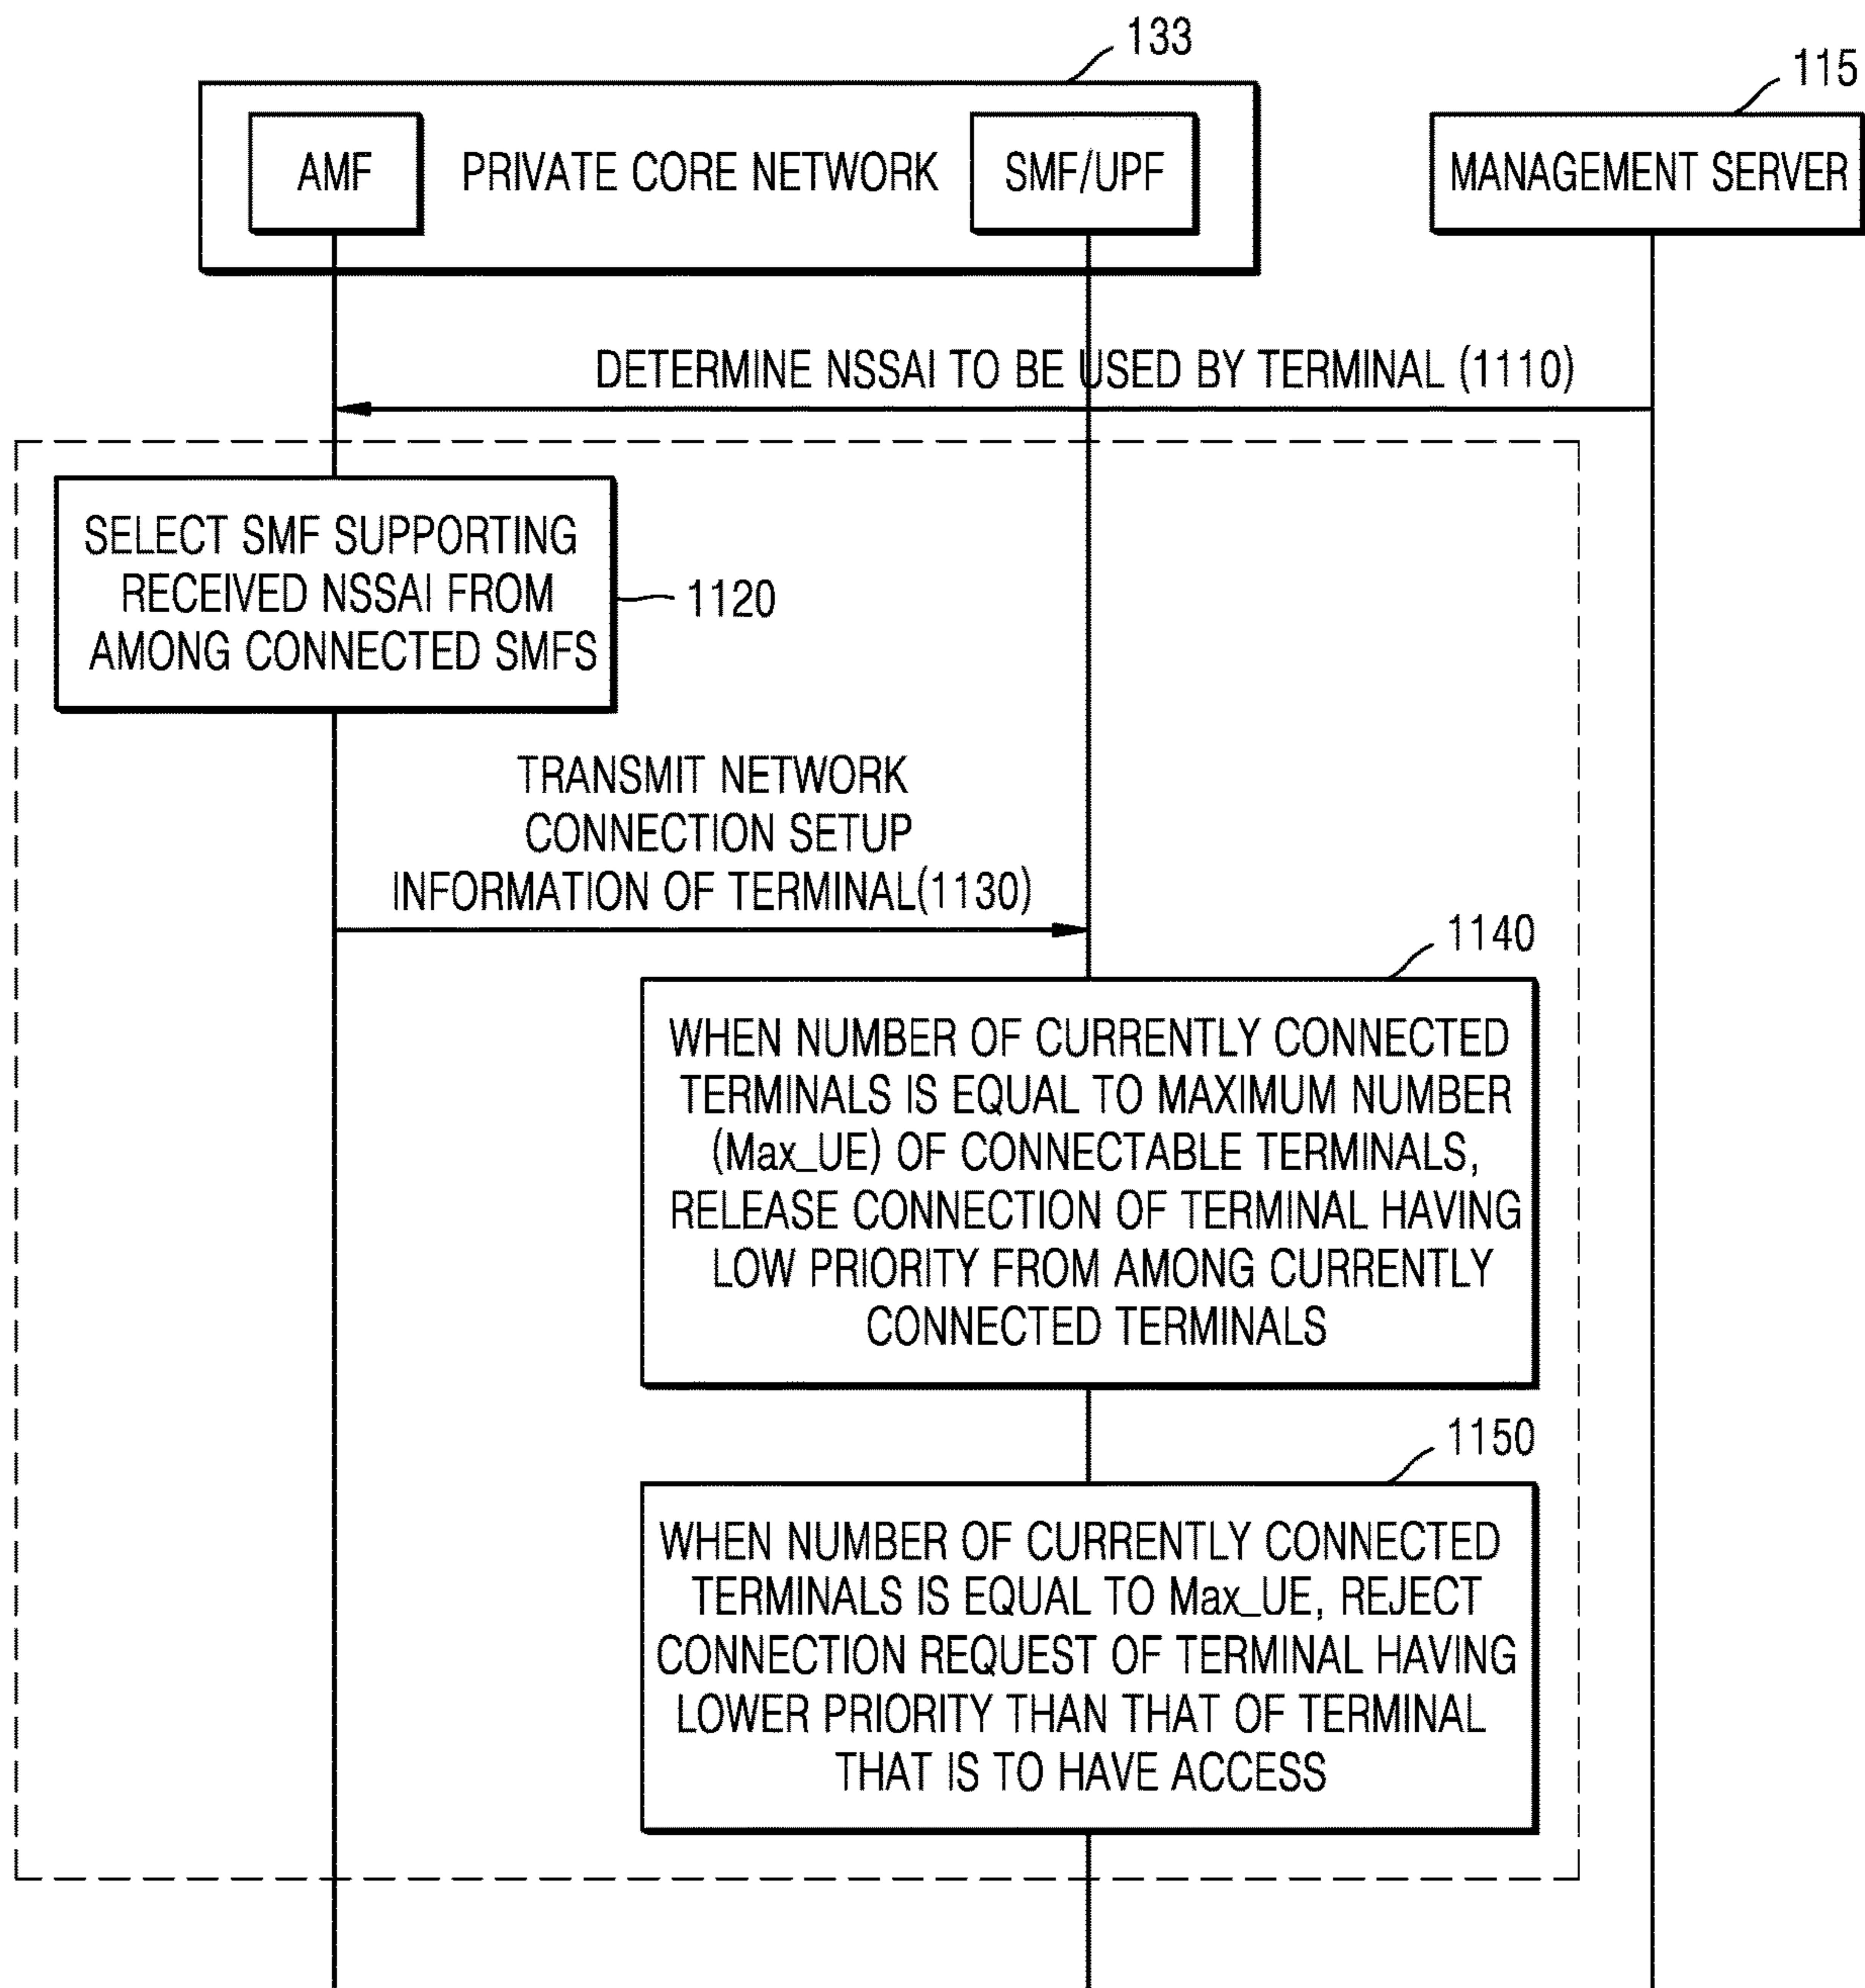 133
115
AMF
PRIVATE CORE NETWORK
SMF/UPF
MANAGEMENT SERVER
DETERMINE NSSAI TO BE USED BY TERMINAL (1110)
SELECT SMF SUPPORTING
RECEIVED NSSAI FROM
AMONG CONNECTED SMFS
1120
TRANSMIT NETWORK
CONNECTION SETUP
INFORMATION OF TERMINAL(1130)
1140
WHEN NUMBER OF CURRENTLY CONNECTED
TERMINALS IS EQUAL TO MAXIMUM NUMBER
(Max_UE) OF CONNECTABLE TERMINALS,
RELEASE CONNECTION OF TERMINAL HAVING
LOW PRIORITY FROM AMONG CURRENTLY
CONNECTED TERMINALS
1150
WHEN NUMBER OF CURRENTLY CONNECTED
TERMINALS IS EQUAL TO Max_UE, REJECT
CONNECTION REQUEST OF TERMINAL HAVING
LOWER PRIORITY THAN THAT OF TERMINAL
THAT IS TO HAVE ACCESS